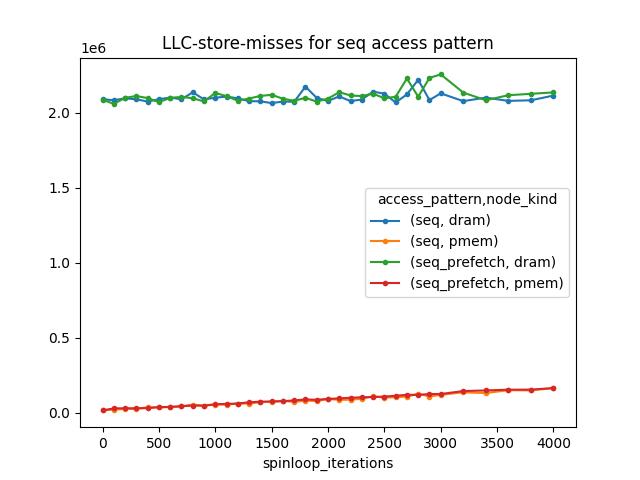 LLC-store-misses for seq access pattern
1e6
2.0
1.5
1.0
0.5
0.0
access_pattern,node_kind
(seq, dram)
(seq, pmem)
(seq_prefetch, dram)
(seq_prefetch, pmem)
0 500 1000 1500 2000 2500 3000 3500 4000
spinloop_iterations